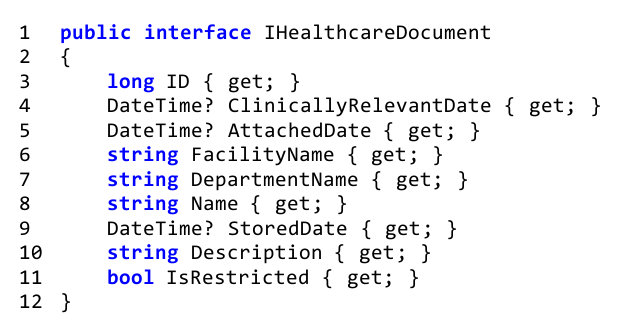 1 public interface IHealthcareDocument
2 {
3     long ID { get; }
4     DateTime? ClinicallyRelevantDate { get; }
5     DateTime? AttachedDate { get; }
6     string FacilityName { get; }
7     string DepartmentName { get; }
8     string Name { get; }
9     DateTime? StoredDate { get; }
10     string Description { get; }
11     bool IsRestricted { get; }
12 }